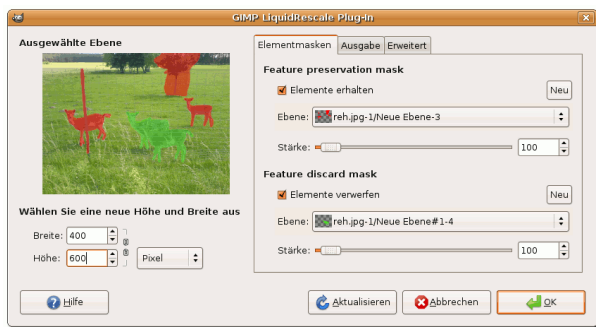 GIMP LiquidRescale Plug-In
Ausgewählte Ebene
Elementmasken Ausgabe Erweitert
Feature preservation mask
Elemente erhalten Neu
Ebene: reh.jpg-1/Neue Ebene-3
Stärke: 100
Feature discard mask
Elemente verwerfen Neu
Ebene: reh.jpg-1/Neue Ebene#1-4
Stärke: 100
Wählen Sie eine neue Höhe und Breite aus
Breite: 400
Höhe: 600 Pixel
Hilfe Aktualisieren Abbrechen OK